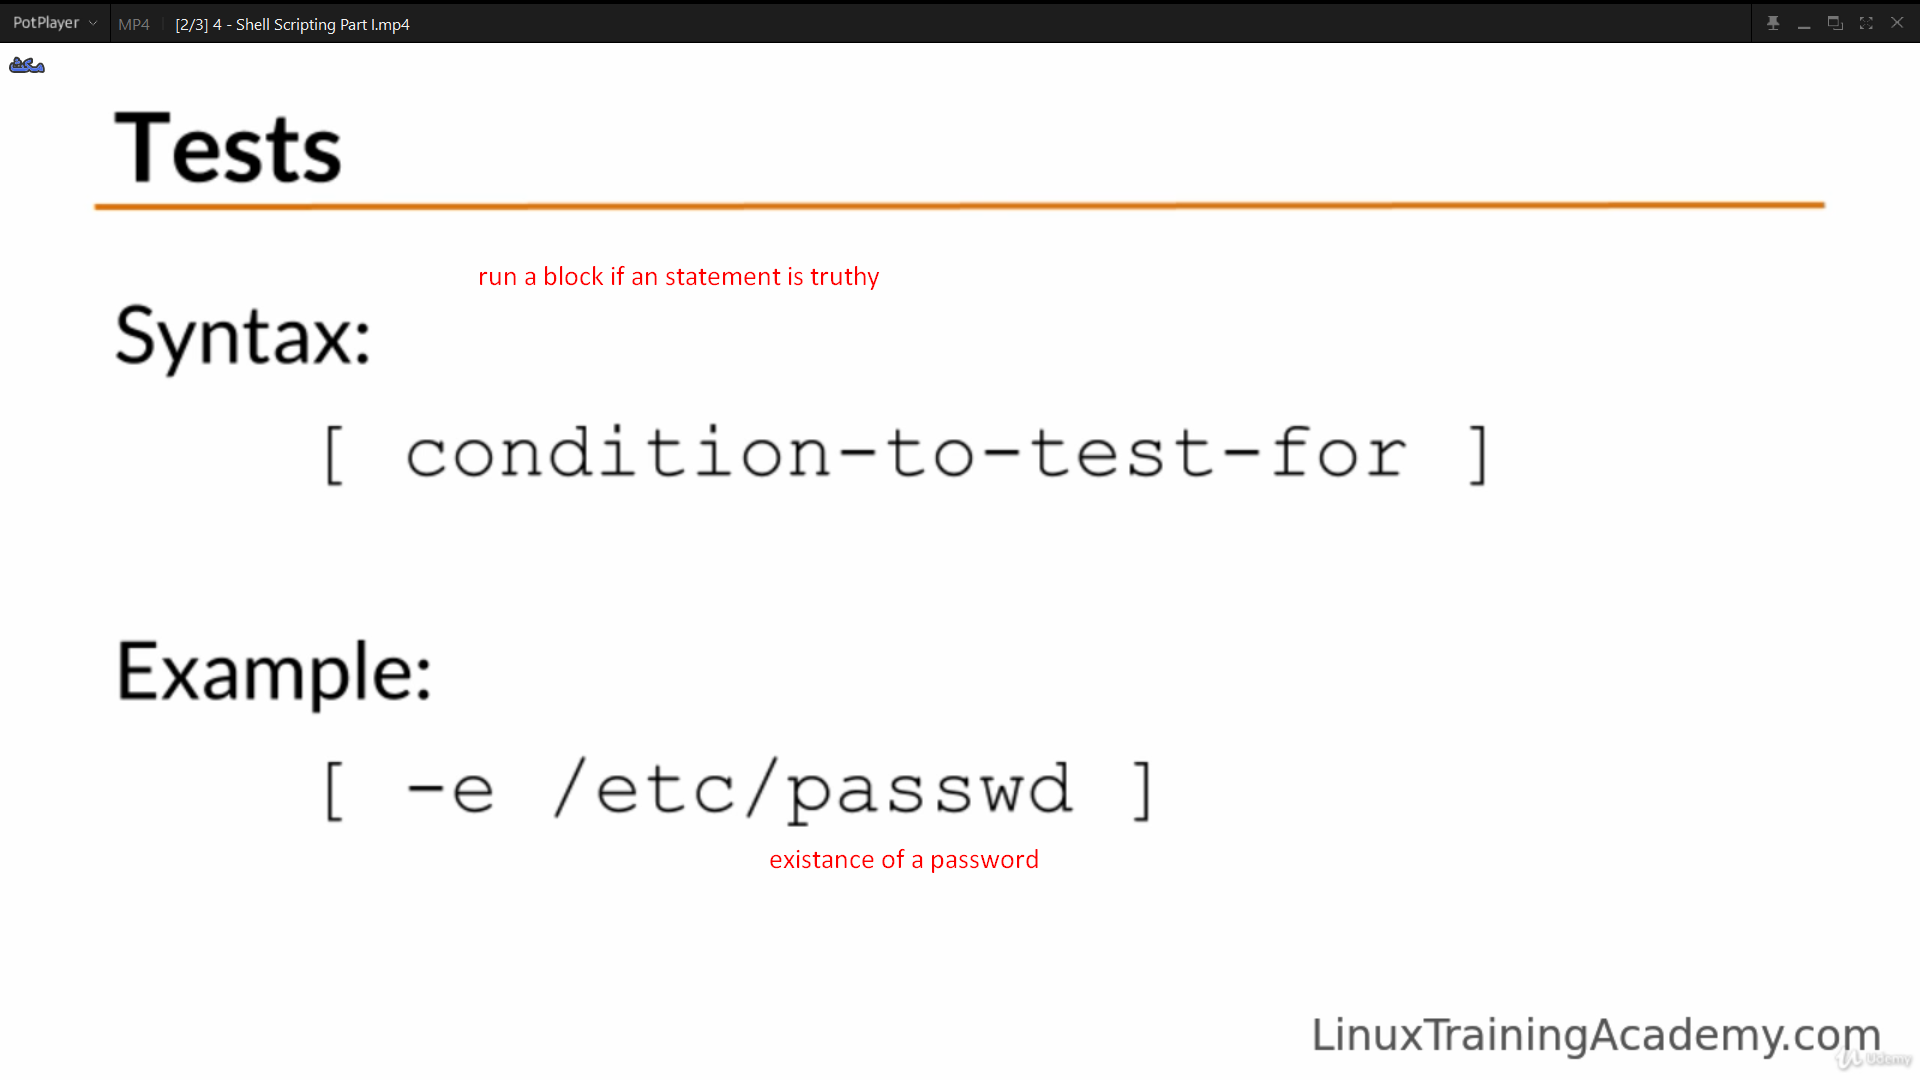 PotPlayer
MP4
[2/3] 4 - Shell Scripting Part I.mp4
Tests
run a block if an statement is truthy
Syntax:
[ condition-to-test-for ]
Example:
[ -e /etc/passwd ]
existance of a password
LinuxTrainingAcademy.com
Udemy